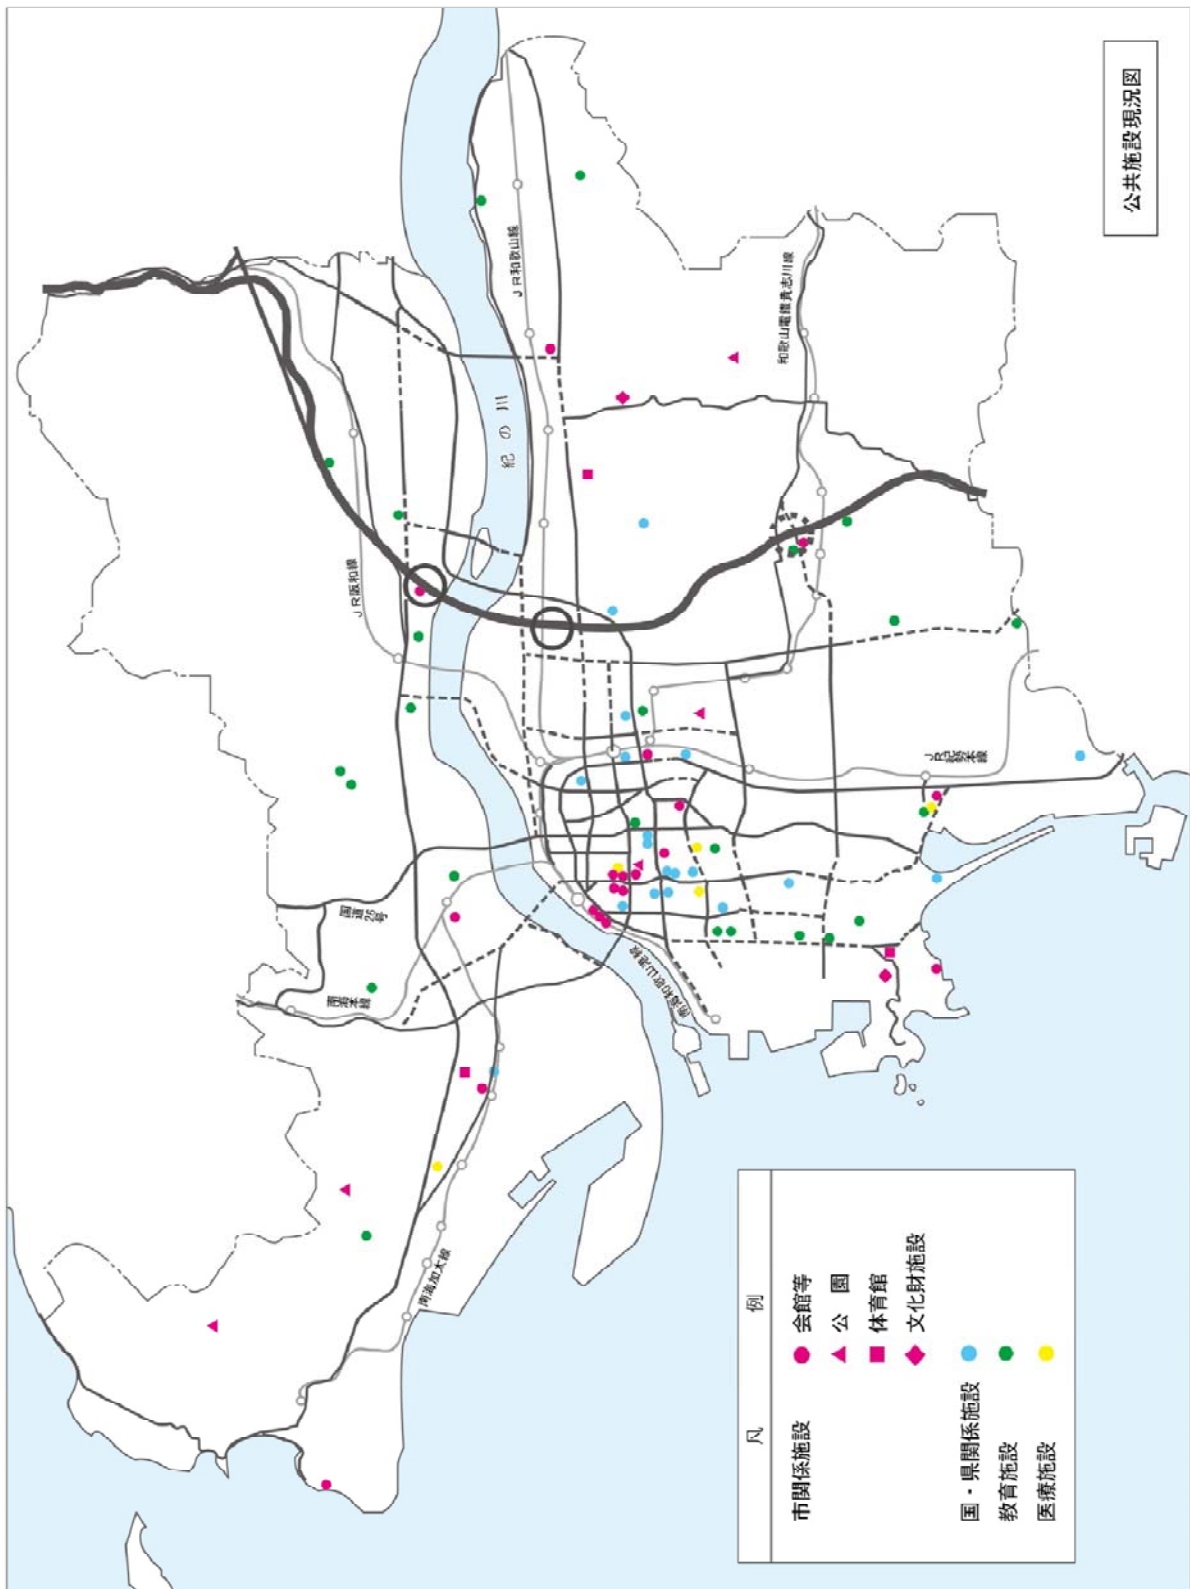 公共施設現況図
JR和歌山線
和歌山電鐵貴志川線
紀の川
JR阪和線
JR紀勢本線
国道26号
南海本線
南海和歌山港線
南海加太線
凡例
市関係施設
会館等
公園
体育館
文化財施設
国・県関係施設
教育施設
医療施設